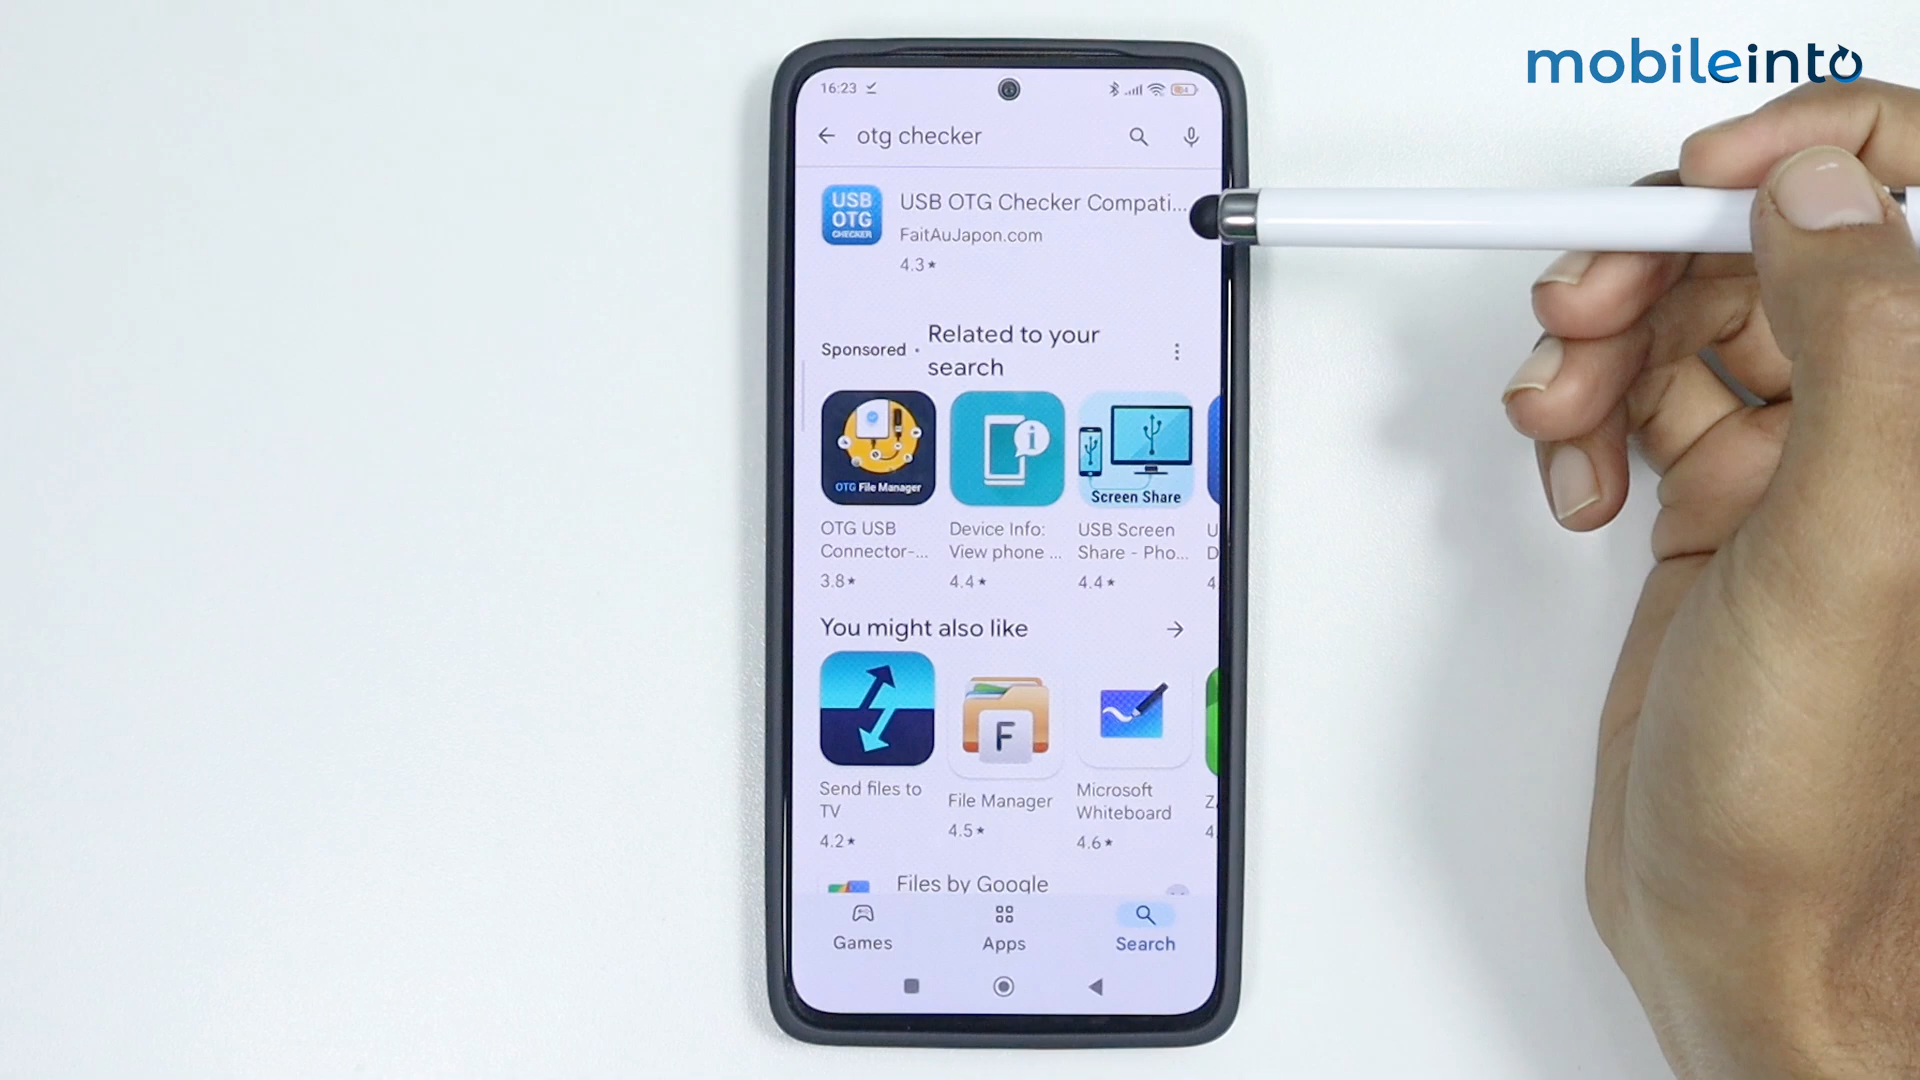 mobileinto
16:23
otg checker
USB
OTG
CHECKER
USB OTG Checker Compati...
FaitAuJapon.com
4.3★
Sponsored · Related to your
search
OTG File Manager
Screen Share
OTG USB
Connector-...
3.8★
Device Info:
View phone ...
4.4★
USB Screen
Share - Pho...
4.4★
U
D
4
You might also like
F
Send files to
TV
4.2★
File Manager
4.5★
Microsoft
Whiteboard
4.6★
Z
4
Files by Google
Games
Apps
Search